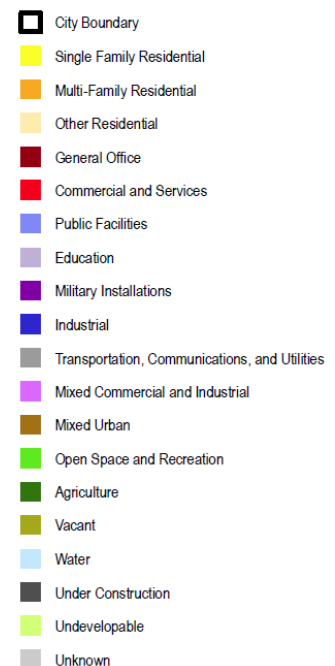 City Boundary
Single Family Residential
Multi-Family Residential
Other Residential
General Office
Commercial and Services
Public Facilities
Education
Military Installations
Industrial
Transportation, Communications, and Utilities
Mixed Commercial and Industrial
Mixed Urban
Open Space and Recreation
Agriculture
Vacant
Water
Under Construction
Undevelopable
Unknown